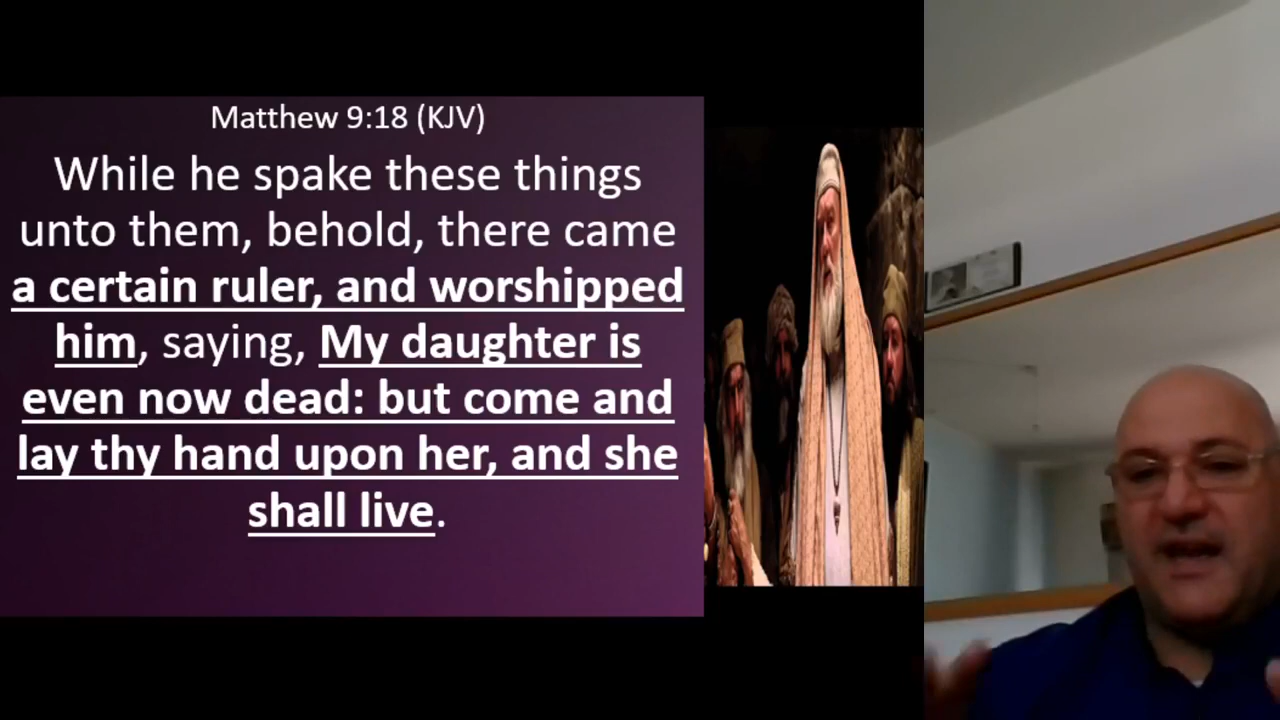 Matthew 9:18 (KJV)
While he spake these things
unto them, behold, there came
a certain ruler, and worshipped
him, saying, My daughter is
even now dead: but come and
lay thy hand upon her, and she
shall live.